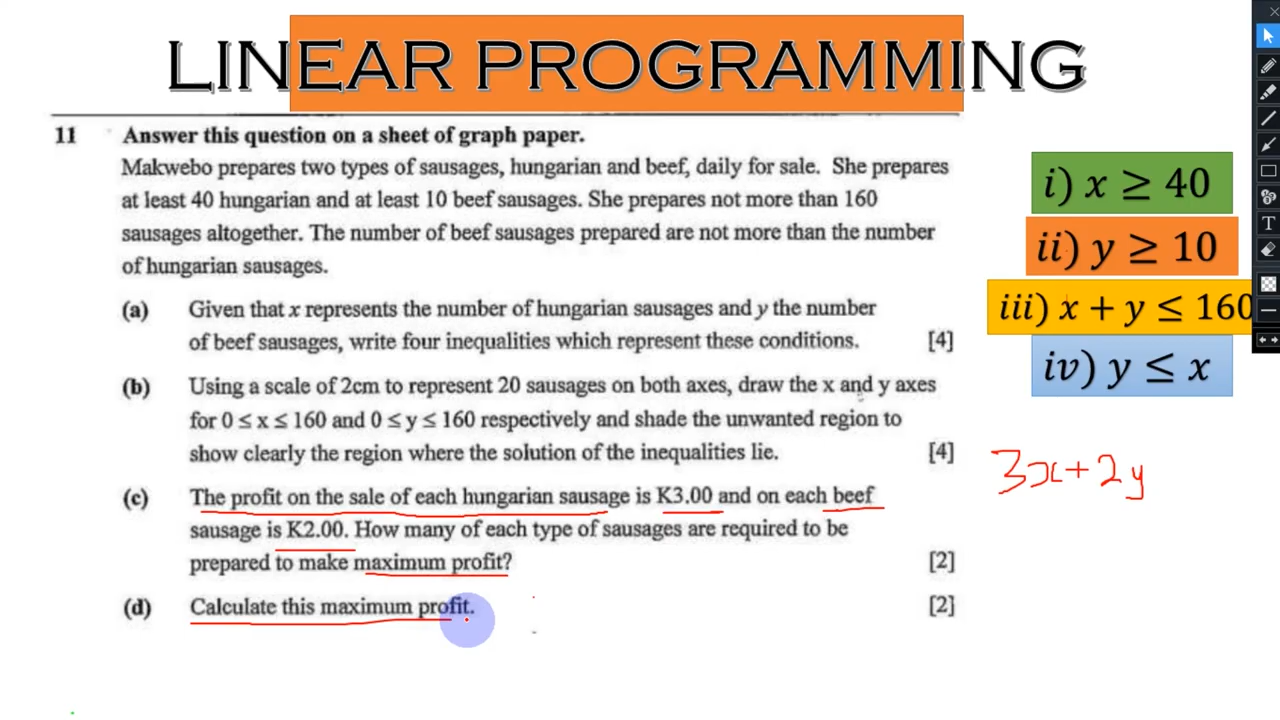 LINEAR PROGRAMMING
11 Answer this question on a sheet of graph paper.
Makwebo prepares two types of sausages, hungarian and beef, daily for sale. She prepares
at least 40 hungarian and at least 10 beef sausages. She prepares not more than 160
sausages altogether. The number of beef sausages prepared are not more than the number
of hungarian sausages.
(a) Given that x represents the number of hungarian sausages and y the number
of beef sausages, write four inequalities which represent these conditions. [4]
(b) Using a scale of 2cm to represent 20 sausages on both axes, draw the x and y axes
for 0 ≤ x ≤ 160 and 0 ≤ y ≤ 160 respectively and shade the unwanted region to
show clearly the region where the solution of the inequalities lie. [4]
(c) The profit on the sale of each hungarian sausage is K3.00 and on each beef
sausage is K2.00. How many of each type of sausages are required to be
prepared to make maximum profit? [2]
(d) Calculate this maximum profit. [2]
i) x ≥ 40
ii) y ≥ 10
iii) x + y ≤ 160
iv) y ≤ x
3x+2y